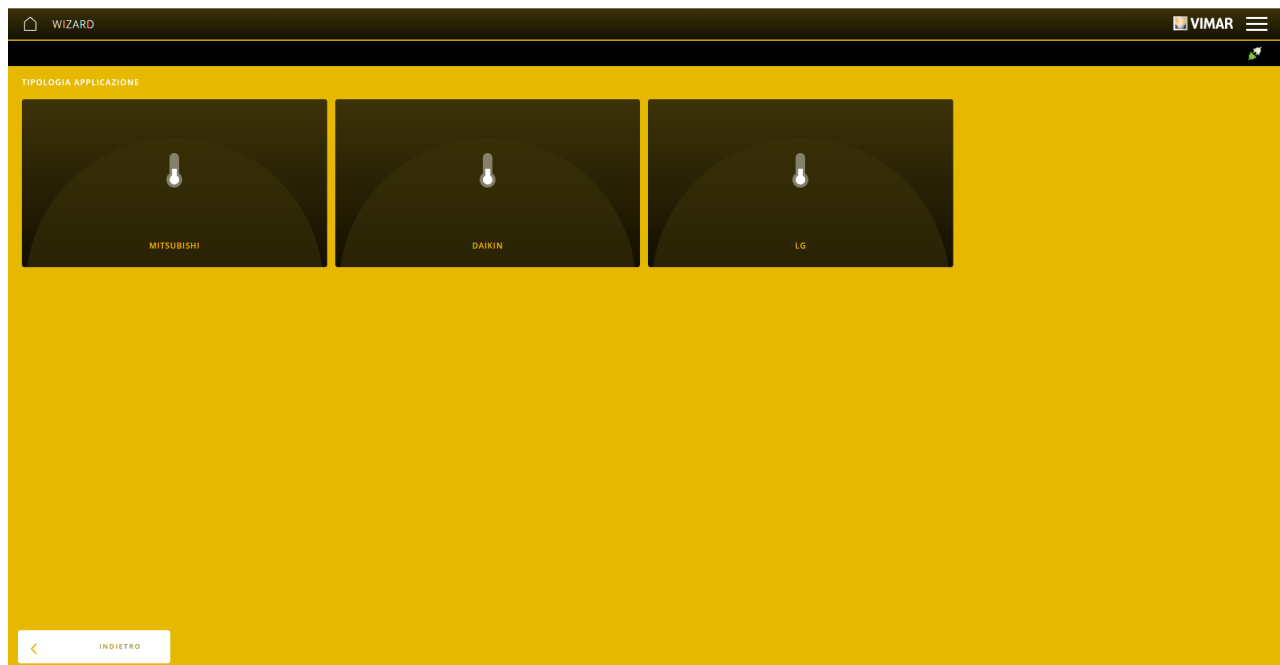 WIZARD
VIMAR
TIPOLOGIA APPLICAZIONE
MITSUBISHI
DAIKIN
LG
INDIETRO